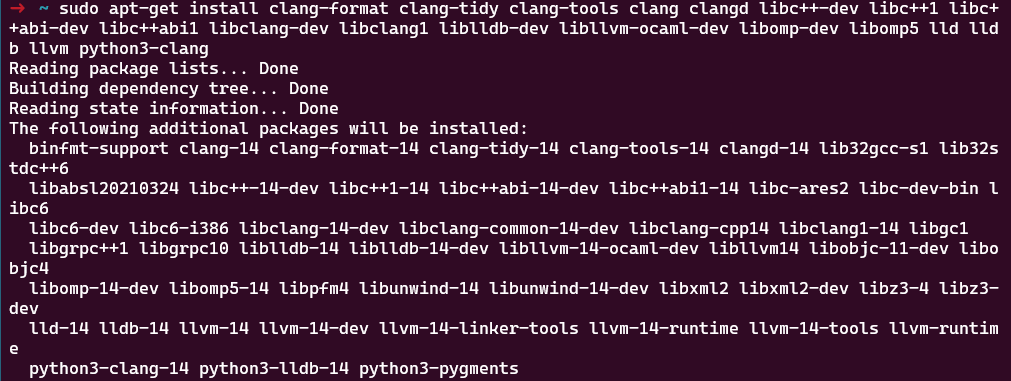 → ~ sudo apt-get install clang-format clang-tidy clang-tools clang clangd libc++-dev libc++1 libc+
+abi-dev libc++abi1 libclang-dev libclang1 liblldb-dev libllvm-ocaml-dev libomp-dev libomp5 lld lld
b llvm python3-clang
Reading package lists... Done
Building dependency tree... Done
Reading state information... Done
The following additional packages will be installed:
binfmt-support clang-14 clang-format-14 clang-tidy-14 clang-tools-14 clangd-14 lib32gcc-s1 lib32s
tdc++6
libabsl20210324 libc++-14-dev libc++1-14 libc++abi-14-dev libc++abi1-14 libc-ares2 libc-dev-bin l
ibc6
libc6-dev libc6-i386 libclang-14-dev libclang-common-14-dev libclang-cpp14 libclang1-14 libgc1
libgrpc++1 libgrpc10 liblldb-14 liblldb-14-dev libllvm-14-ocaml-dev libllvm14 libobjc-11-dev libo
bjc4
libomp-14-dev libomp5-14 libpfm4 libunwind-14 libunwind-14-dev libxml2 libxml2-dev libz3-4 libz3-
dev
lld-14 lldb-14 llvm-14 llvm-14-dev llvm-14-linker-tools llvm-14-runtime llvm-14-tools llvm-runtim
e
python3-clang-14 python3-lldb-14 python3-pygments